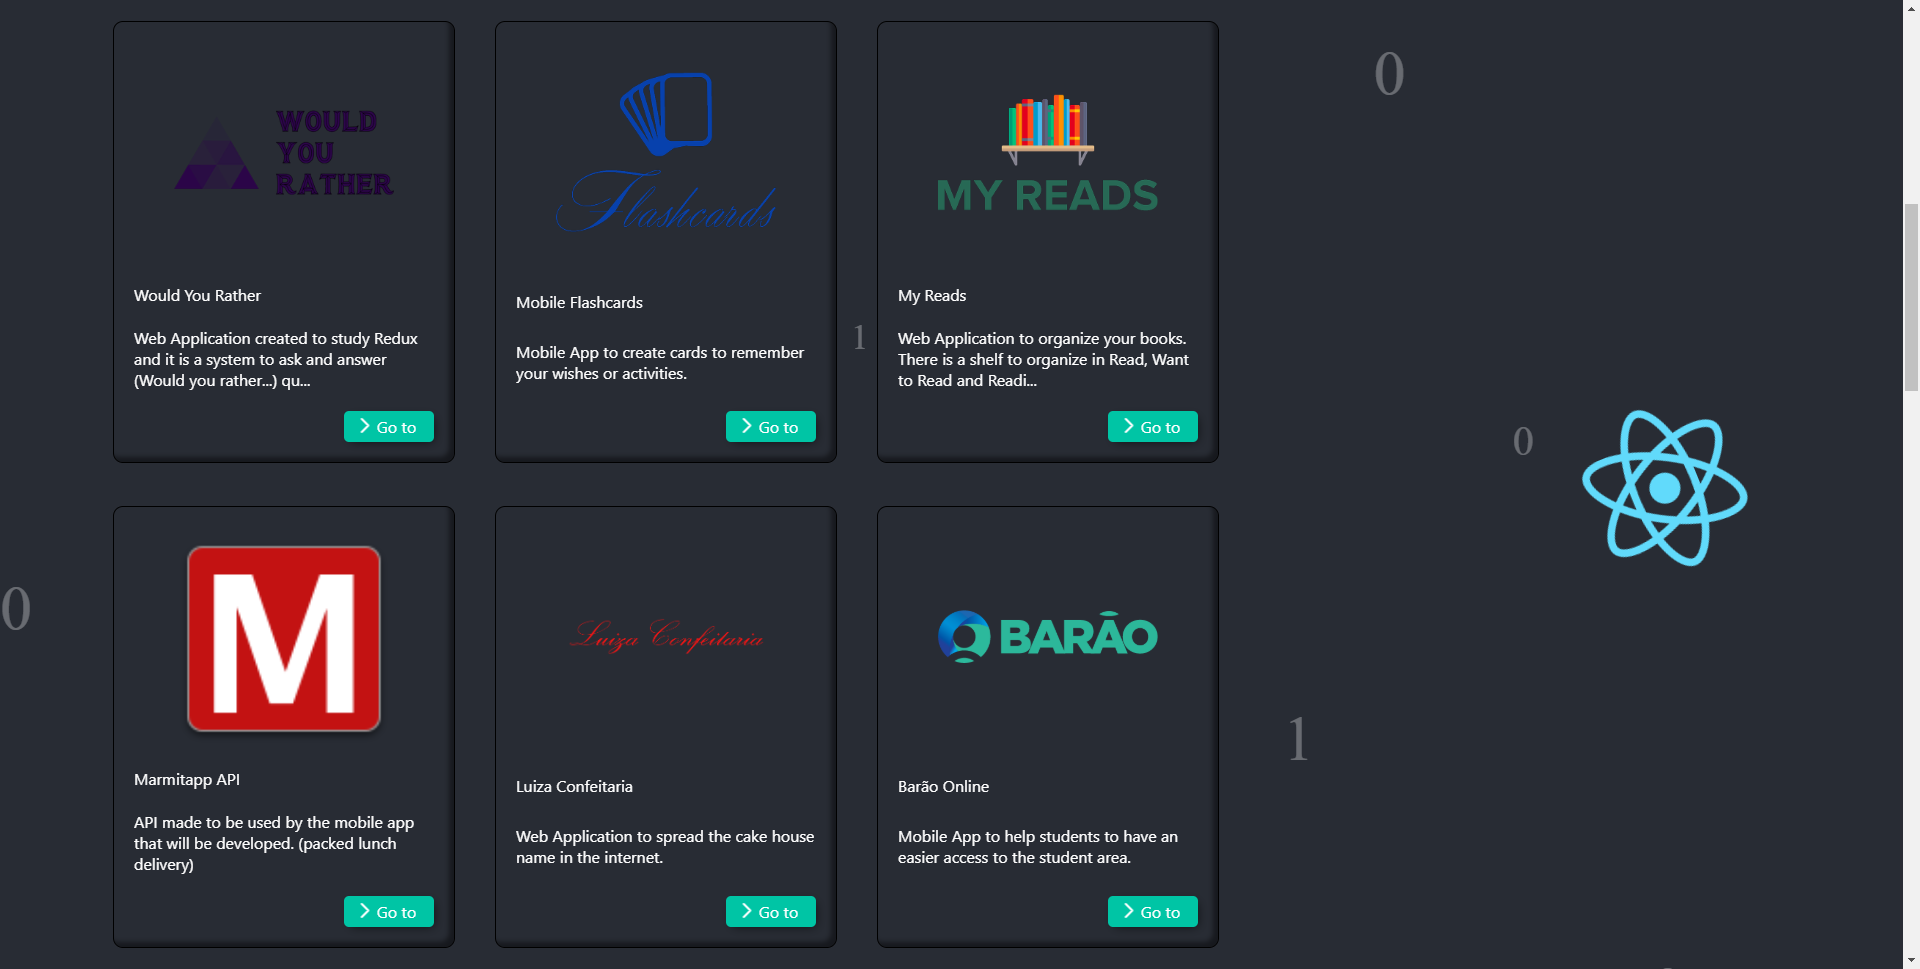 0
WOULD
YOU
RATHER
Flashcards
MY READS
Would You Rather
Mobile Flashcards
My Reads
Web Application created to study Redux
and it is a system to ask and answer
(Would you rather...) qu...
Mobile App to create cards to remember
your wishes or activities.
1
Web Application to organize your books.
There is a shelf to organize in Read, Want
to Read and Readi...
Go to
Go to
Go to
0
0
M
Luiza Confeitaria
BARÃO
1
Marmitapp API
Luiza Confeitaria
Barão Online
API made to be used by the mobile app
that will be developed. (packed lunch
delivery)
Web Application to spread the cake house
name in the internet.
Mobile App to help students to have an
easier access to the student area.
Go to
Go to
Go to